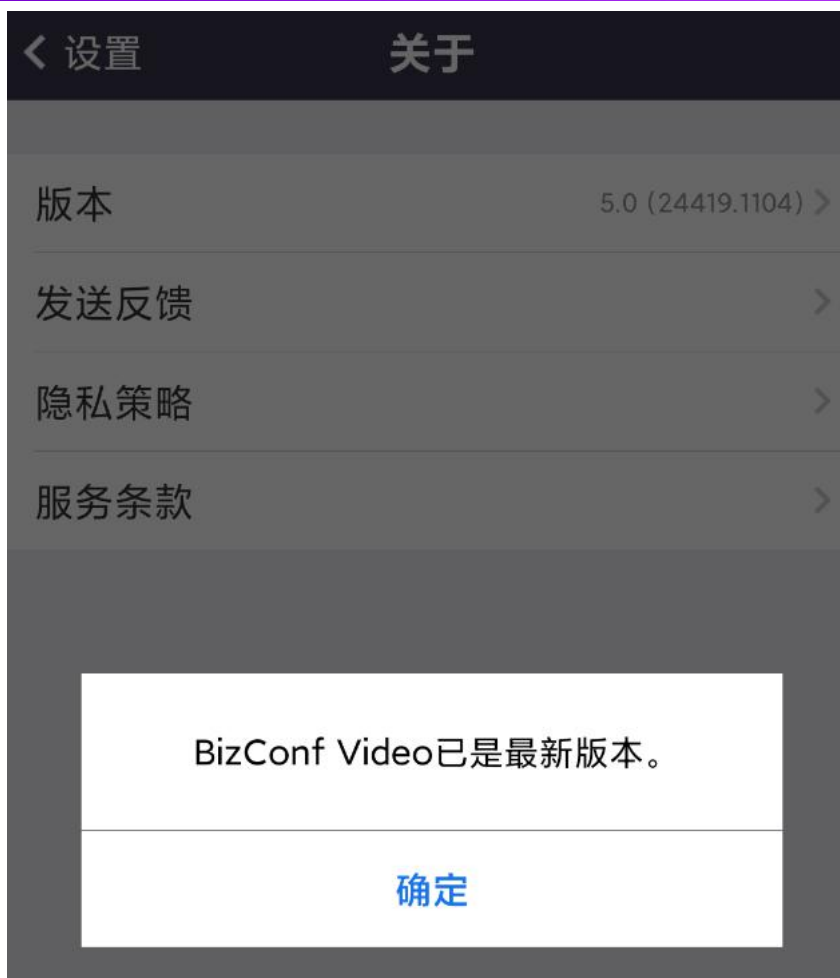 设置
关于
版本
5.0 (24419.1104)
发送反馈
隐私策略
服务条款
BizConf Video已是最新版本。
确定